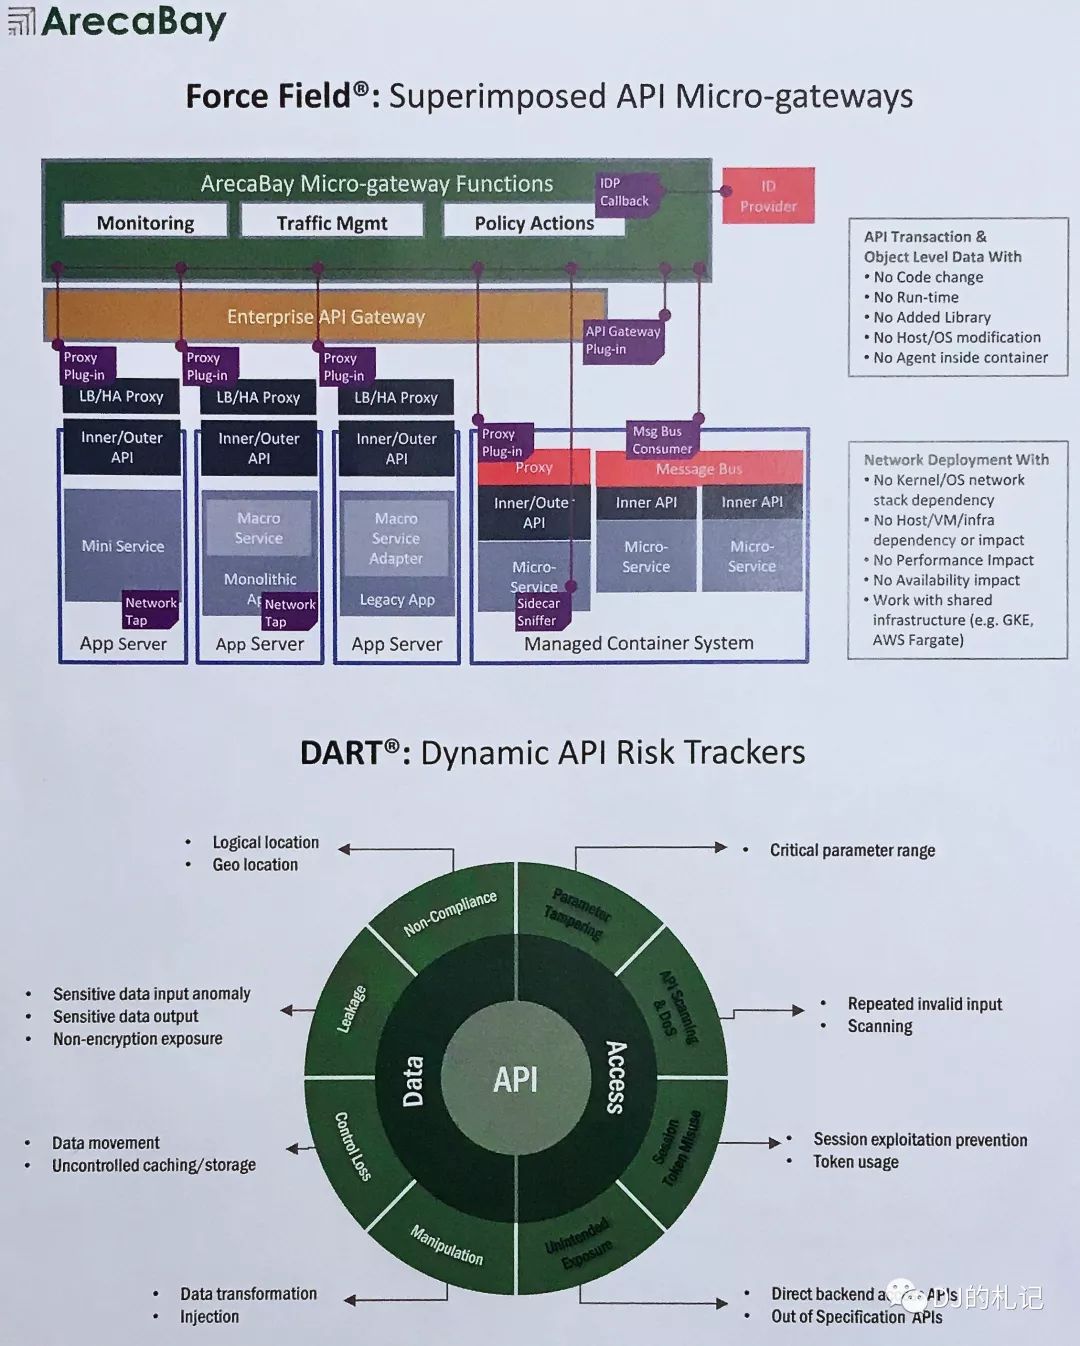 ArecaBay
Force Field®: Superimposed API Micro-gateways
ArecaBay Micro-gateway Functions
Monitoring
Traffic Mgmt
Policy Actions
IDP
Callback
ID
Provider
Enterprise API Gateway
API Gateway
Plug-in
Proxy
Plug-in
Proxy
Plug-in
Proxy
Plug-in
LB/HA Proxy
LB/HA Proxy
LB/HA Proxy
Inner/Outer
API
Inner/Outer
API
Inner/Outer
API
Mini Service
Network
Tap
App Server
Macro
Service
Monolithic
Network
Tap
App Server
Macro
Service
Adapter
Legacy App
App Server
Proxy
Plug-in
Proxy
Inner/Oute
API
Micro-
Service
Sidecar
Sniffer
Msg Bus
Consumer
Message Bus
Inner API
Inner API
Micro-
Service
Micro-
Service
Managed Container System
API Transaction &
Object Level Data With
• No Code change
• No Run-time
• No Added Library
• No Host/OS modification
• No Agent inside container
Network Deployment With
• No Kernel/OS network
stack dependency
• No Host/VM/infra
dependency or impact
• No Performance Impact
• No Availability impact
• Work with shared
infrastructure (e.g. GKE,
AWS Fargate)
DART®: Dynamic API Risk Trackers
• Logical location
• Geo location
• Critical parameter range
Non-Compliance
Parameter
Tampering
• Sensitive data input anomaly
• Sensitive data output
• Non-encryption exposure
Leakage
API Scanning
& DoS
• Repeated invalid input
• Scanning
Data
API
Access
• Data movement
• Uncontrolled caching/storage
Control Loss
Session
Token Misuse
• Session exploitation prevention
• Token usage
Manipulation
Unintended
Exposure
• Data transformation
• Injection
• Direct backend APIs
• Out of Specification APIs
DJ的札记